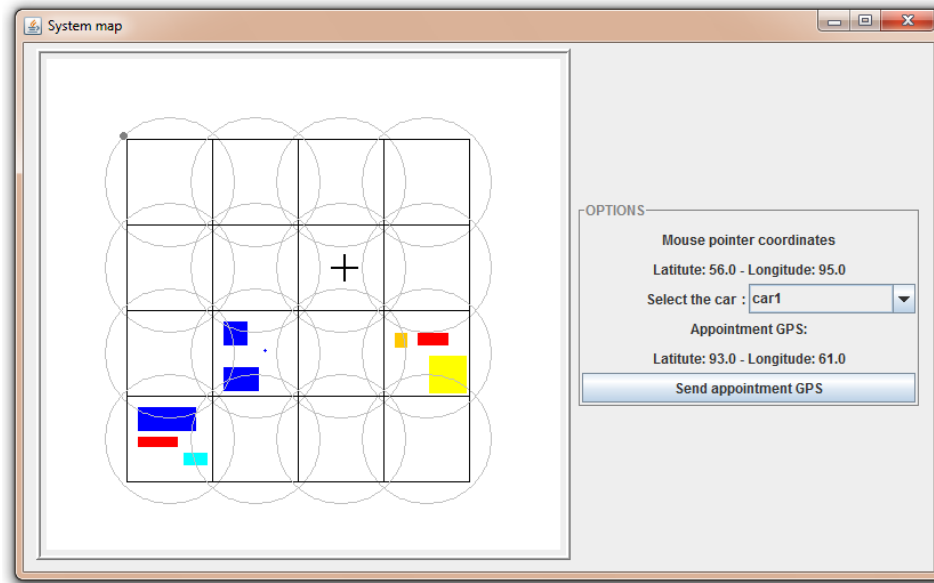 System map
OPTIONS
Mouse pointer coordinates
Latitute: 56.0 - Longitude: 95.0
Select the car : car1
Appointment GPS:
Latitute: 93.0 - Longitude: 61.0
Send appointment GPS